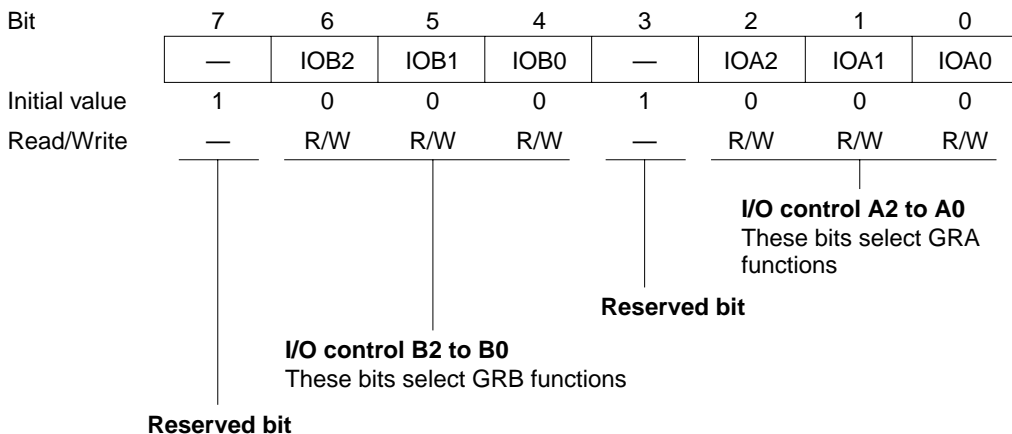 Bit 7 6 5 4 3 2 1 0
— IOB2 IOB1 IOB0 — IOA2 IOA1 IOA0
Initial value 1 0 0 0 1 0 0 0
Read/Write — R/W R/W R/W — R/W R/W R/W
I/O control A2 to A0
These bits select GRA
functions
Reserved bit
I/O control B2 to B0
These bits select GRB functions
Reserved bit